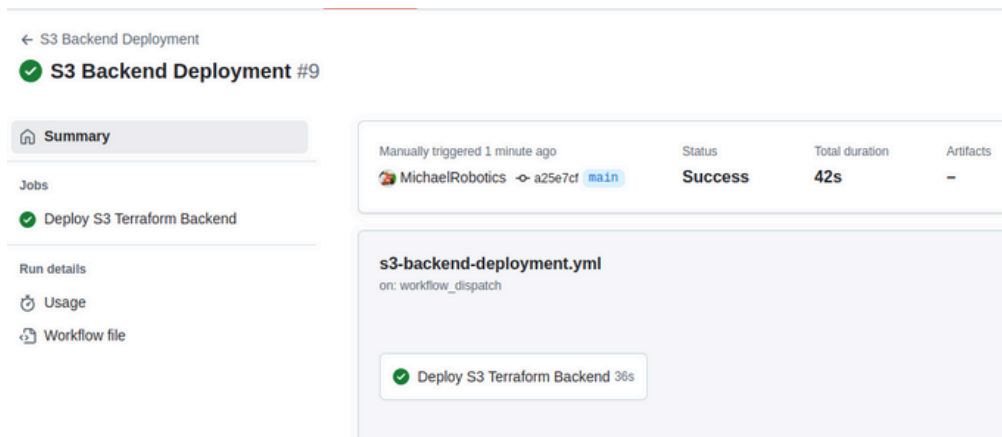 ← S3 Backend Deployment
S3 Backend Deployment #9
Summary
Jobs
Deploy S3 Terraform Backend
Run details
Usage
Workflow file
Manually triggered 1 minute ago
MichaelRobotics a25e7cf main
Status
Success
Total duration
42s
Artifacts
–
s3-backend-deployment.yml
on: workflow_dispatch
Deploy S3 Terraform Backend 36s